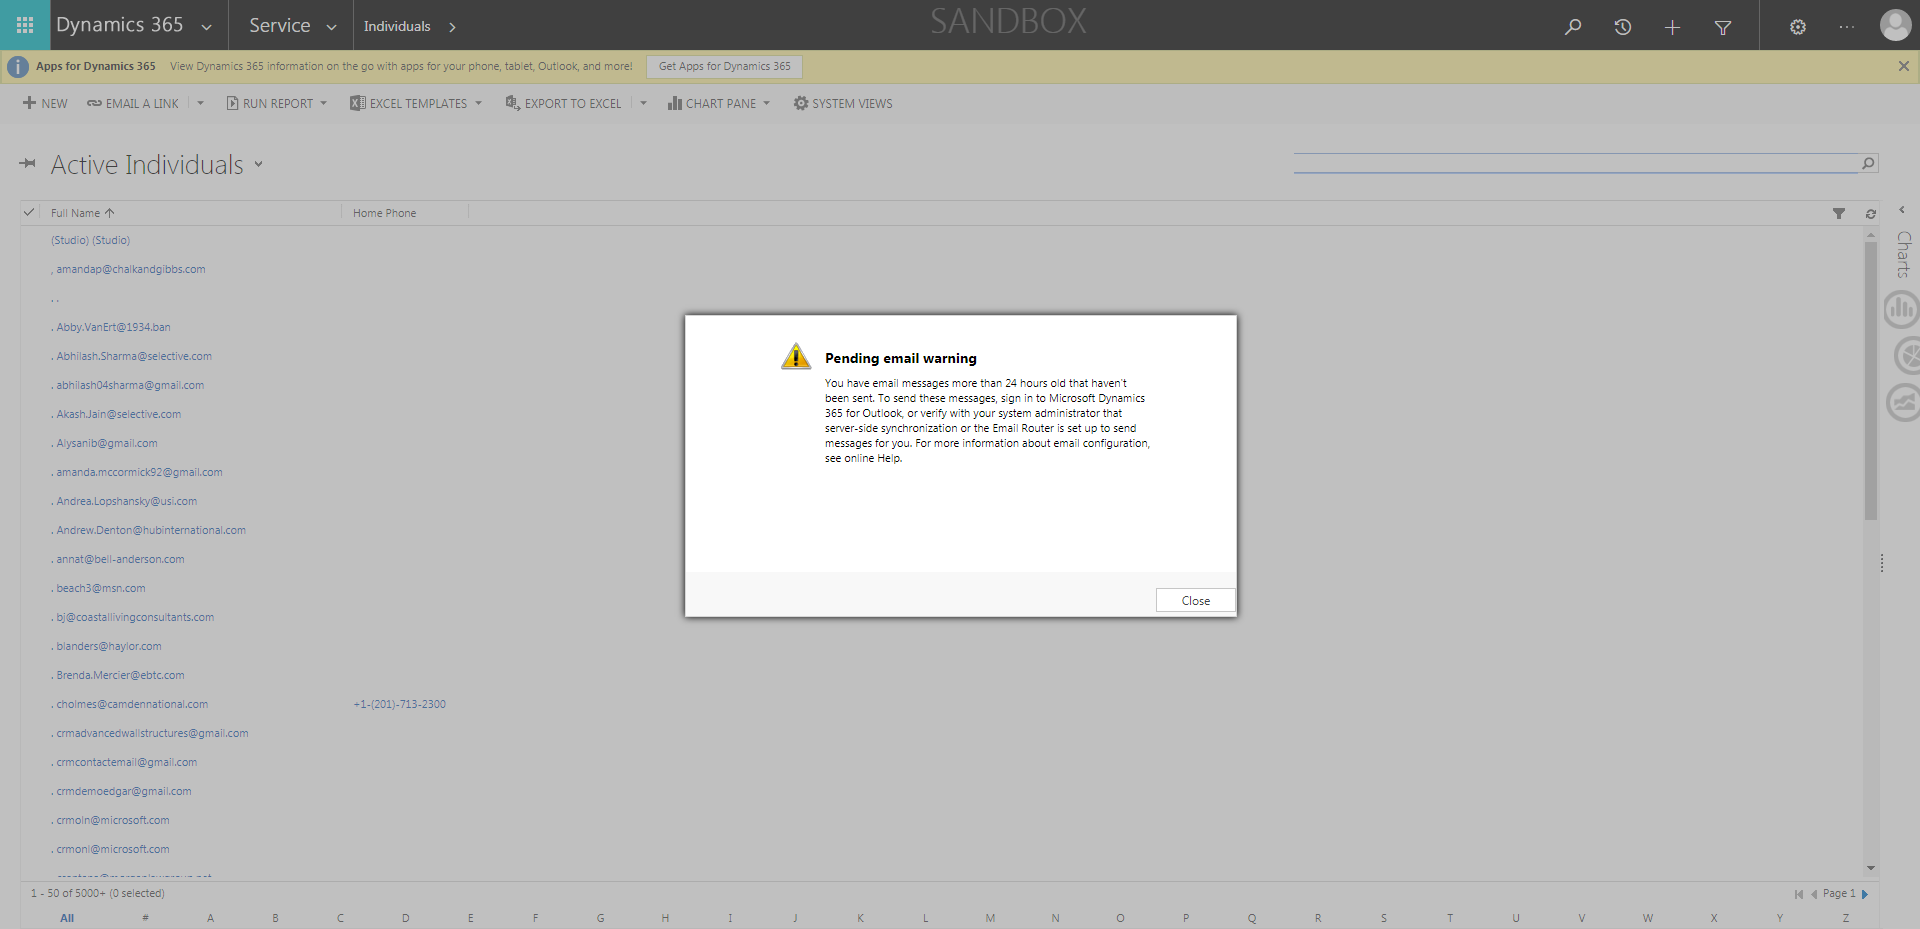 Dynamics 365
Service
Individuals
SANDBOX
Apps for Dynamics 365 View Dynamics 365 information on the go with apps for your phone, tablet, Outlook, and more! Get Apps for Dynamics 365
NEW EMAIL A LINK RUN REPORT EXCEL TEMPLATES EXPORT TO EXCEL CHART PANE SYSTEM VIEWS
Active Individuals
Full Name Home Phone
Charts
(Studio) (Studio)
, amandap@chalkandgibbs.com
. .
. Abby.VanErt@1934.ban
. Abhilash.Sharma@selective.com
. abhilash04sharma@gmail.com
. Akash.Jain@selective.com
. Alysanib@gmail.com
. amanda.mccormick92@gmail.com
. Andrea.Lopshansky@usi.com
. Andrew.Denton@hubinternational.com
. annat@bell-anderson.com
. beach3@msn.com
. bj@coastallivingconsultants.com
. blanders@haylor.com
. Brenda.Mercier@ebtc.com
. cholmes@camdennational.com +1-(201)-713-2300
. crmadvancedwallstructures@gmail.com
. crmcontactemail@gmail.com
. crmdemoedgar@gmail.com
. crmoln@microsoft.com
. crmonl@microsoft.com
Pending email warning
You have email messages more than 24 hours old that haven't
been sent. To send these messages, sign in to Microsoft Dynamics
365 for Outlook, or verify with your system administrator that
server-side synchronization or the Email Router is set up to send
messages for you. For more information about email configuration,
see online Help.
Close
1 - 50 of 5000+ (0 selected) Page 1
All # A B C D E F G H I J K L M N O P Q R S T U V W X Y Z